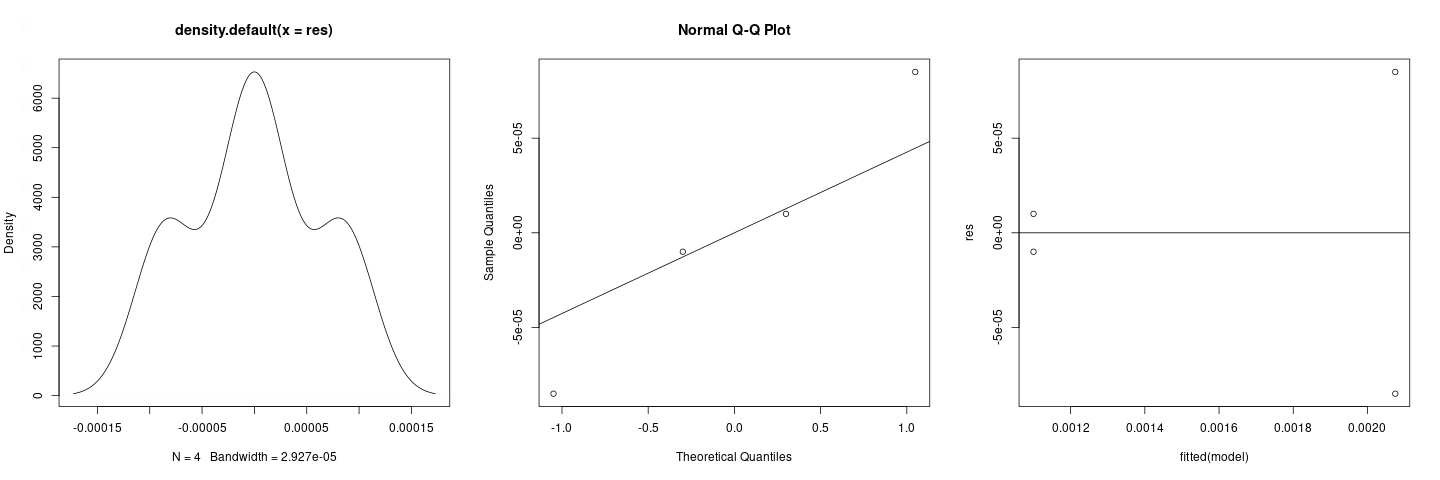 density.default(x = res)
Density
0
1000
2000
3000
4000
5000
6000
-0.00015
-0.00005
0.00005
0.00015
N = 4   Bandwidth = 2.927e-05
Normal Q-Q Plot
Sample Quantiles
-5e-05
0e+00
5e-05
-1.0
-0.5
0.0
0.5
1.0
Theoretical Quantiles
res
-5e-05
0e+00
5e-05
0.0012
0.0014
0.0016
0.0018
0.0020
fitted(model)